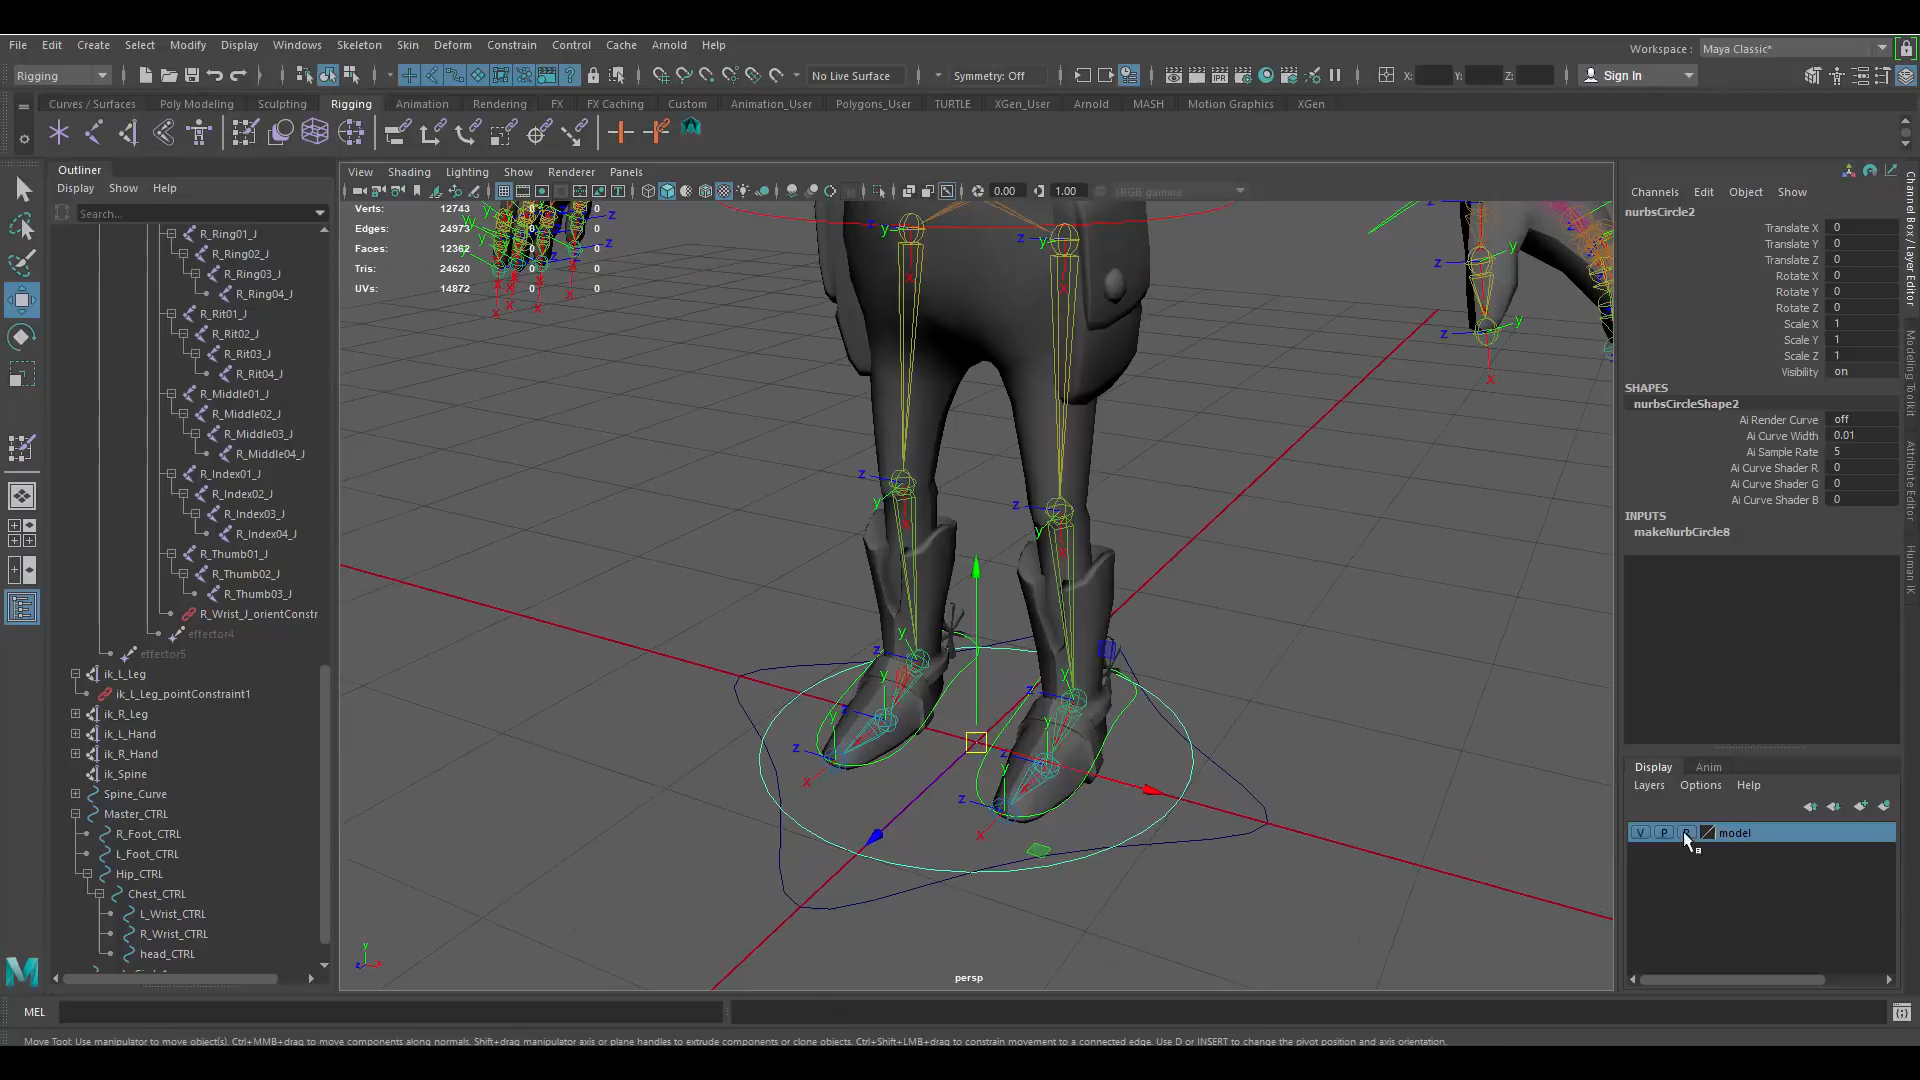 File Edit Create Select Modify Display Windows Skeleton Skin Deform Constrain Control Cache Arnold Help
Workspace : Maya Classic*
Rigging No Live Surface Symmetry: Off X: Y: Z: Sign In
Curves / Surfaces Poly Modeling Sculpting Rigging Animation Rendering FX FX Caching Custom Animation_User Polygons_User TURTLE XGen_User Arnold MASH Motion Graphics XGen
Outliner
Display Show Help
Search...
R_Ring01_J
R_Ring02_J
R_Ring03_J
R_Ring04_J
R_Rit01_J
R_Rit02_J
R_Rit03_J
R_Rit04_J
R_Middle01_J
R_Middle02_J
R_Middle03_J
R_Middle04_J
R_Index01_J
R_Index02_J
R_Index03_J
R_Index04_J
R_Thumb01_J
R_Thumb02_J
R_Thumb03_J
R_Wrist_J_orientConstr
effector4
effector5
ik_L_Leg
ik_L_Leg_pointConstraint1
ik_R_Leg
ik_L_Hand
ik_R_Hand
ik_Spine
Spine_Curve
Master_CTRL
R_Foot_CTRL
L_Foot_CTRL
Hip_CTRL
Chest_CTRL
L_Wrist_CTRL
R_Wrist_CTRL
head_CTRL
View Shading Lighting Show Renderer Panels
0.00 1.00 sRGB gamma
Verts: 12743 0 0
Edges: 24973 0 0
Faces: 12362 0 0
Tris: 24620 0 0
UVs: 14872 0 0
persp
Channels Edit Object Show
nurbsCircle2
Translate X 0
Translate Y 0
Translate Z 0
Rotate X 0
Rotate Y 0
Rotate Z 0
Scale X 1
Scale Y 1
Scale Z 1
Visibility on
SHAPES
nurbsCircleShape2
Ai Render Curve off
Ai Curve Width 0.01
Ai Sample Rate 5
Ai Curve Shader R 0
Ai Curve Shader G 0
Ai Curve Shader B 0
INPUTS
makeNurbCircle8
Display Anim
Layers Options Help
V P R model
Channel Box / Layer Editor
Modeling Toolkit
Attribute Editor
Human IK
MEL
Move Tool: Use manipulator to move object(s). Ctrl+MMB+drag to move components along normals. Shift+drag manipulator axis or plane handles to extrude components or clone objects. Ctrl+Shift+LMB+drag to constrain movement to a connected edge. Use D or INSERT to change the pivot position and axis orientation.